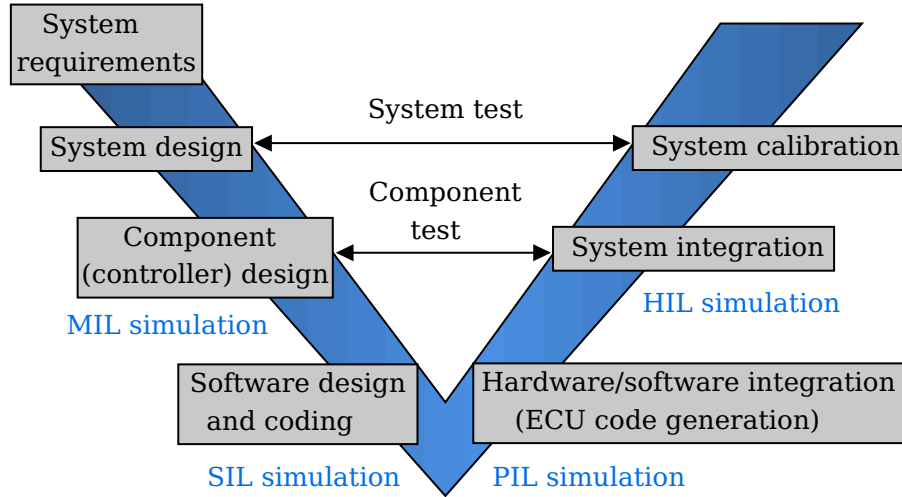 System
requirements
System test
System design
System calibration
Component
test
Component
(controller) design
System integration
MIL simulation
HIL simulation
Software design
and coding
Hardware/software integration
(ECU code generation)
SIL simulation
PIL simulation